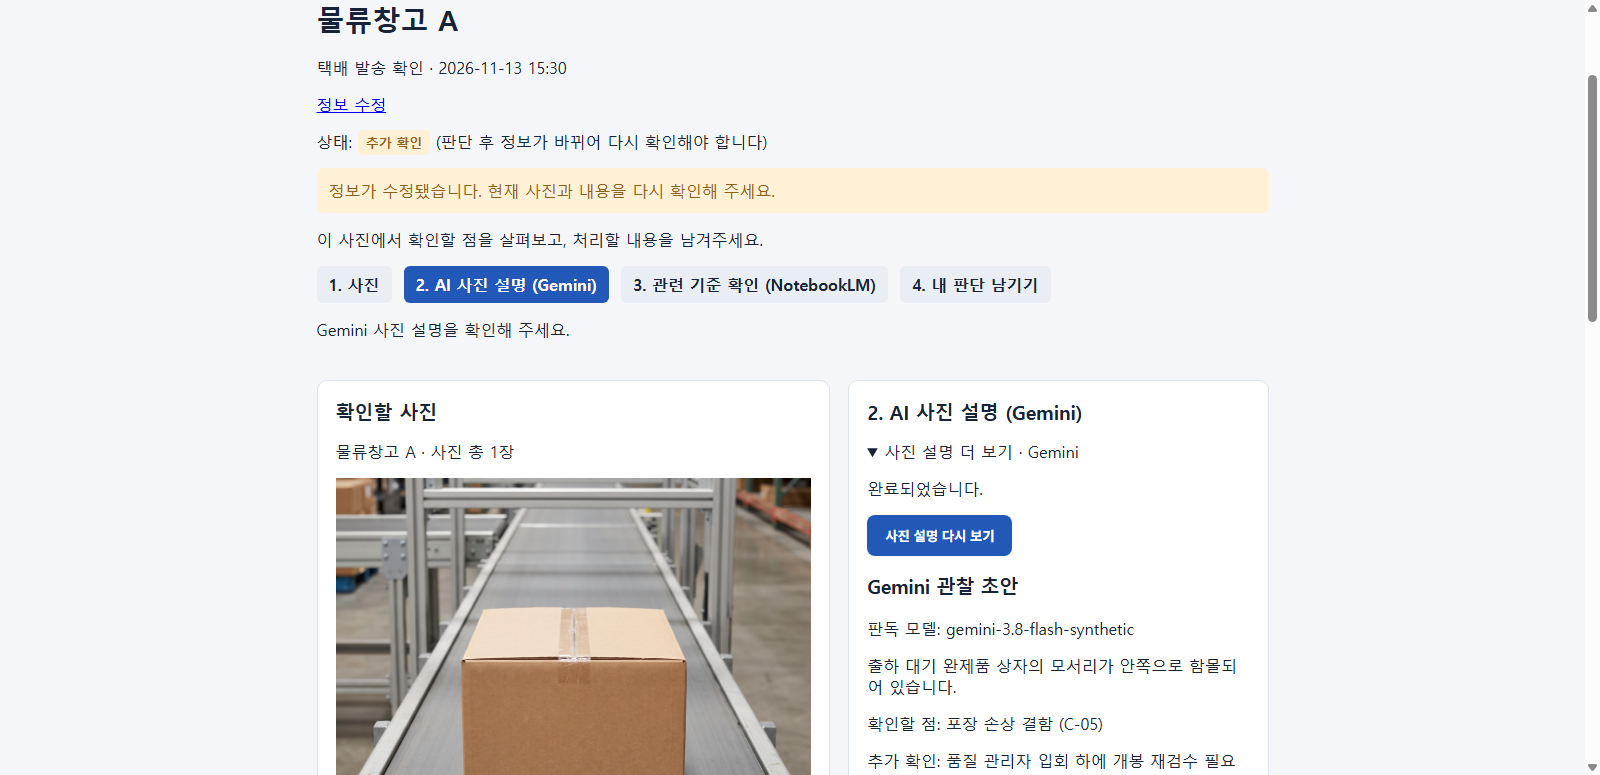 물류창고 A
택배 발송 확인 · 2026-11-13 15:30
정보 수정
상태: 추가 확인 (판단 후 정보가 바뀌어 다시 확인해야 합니다)
정보가 수정됐습니다. 현재 사진과 내용을 다시 확인해 주세요.
이 사진에서 확인할 점을 살펴보고, 처리할 내용을 남겨주세요.
1. 사진
2. AI 사진 설명 (Gemini)
3. 관련 기준 확인 (NotebookLM)
4. 내 판단 남기기
Gemini 사진 설명을 확인해 주세요.
확인할 사진
물류창고 A · 사진 총 1장
2. AI 사진 설명 (Gemini)
▼ 사진 설명 더 보기 · Gemini
완료되었습니다.
사진 설명 다시 보기
Gemini 관찰 초안
판독 모델: gemini-3.8-flash-synthetic
출하 대기 완제품 상자의 모서리가 안쪽으로 함몰되
어 있습니다.
확인할 점: 포장 손상 결함 (C-05)
추가 확인: 품질 관리자 입회 하에 개봉 재검수 필요